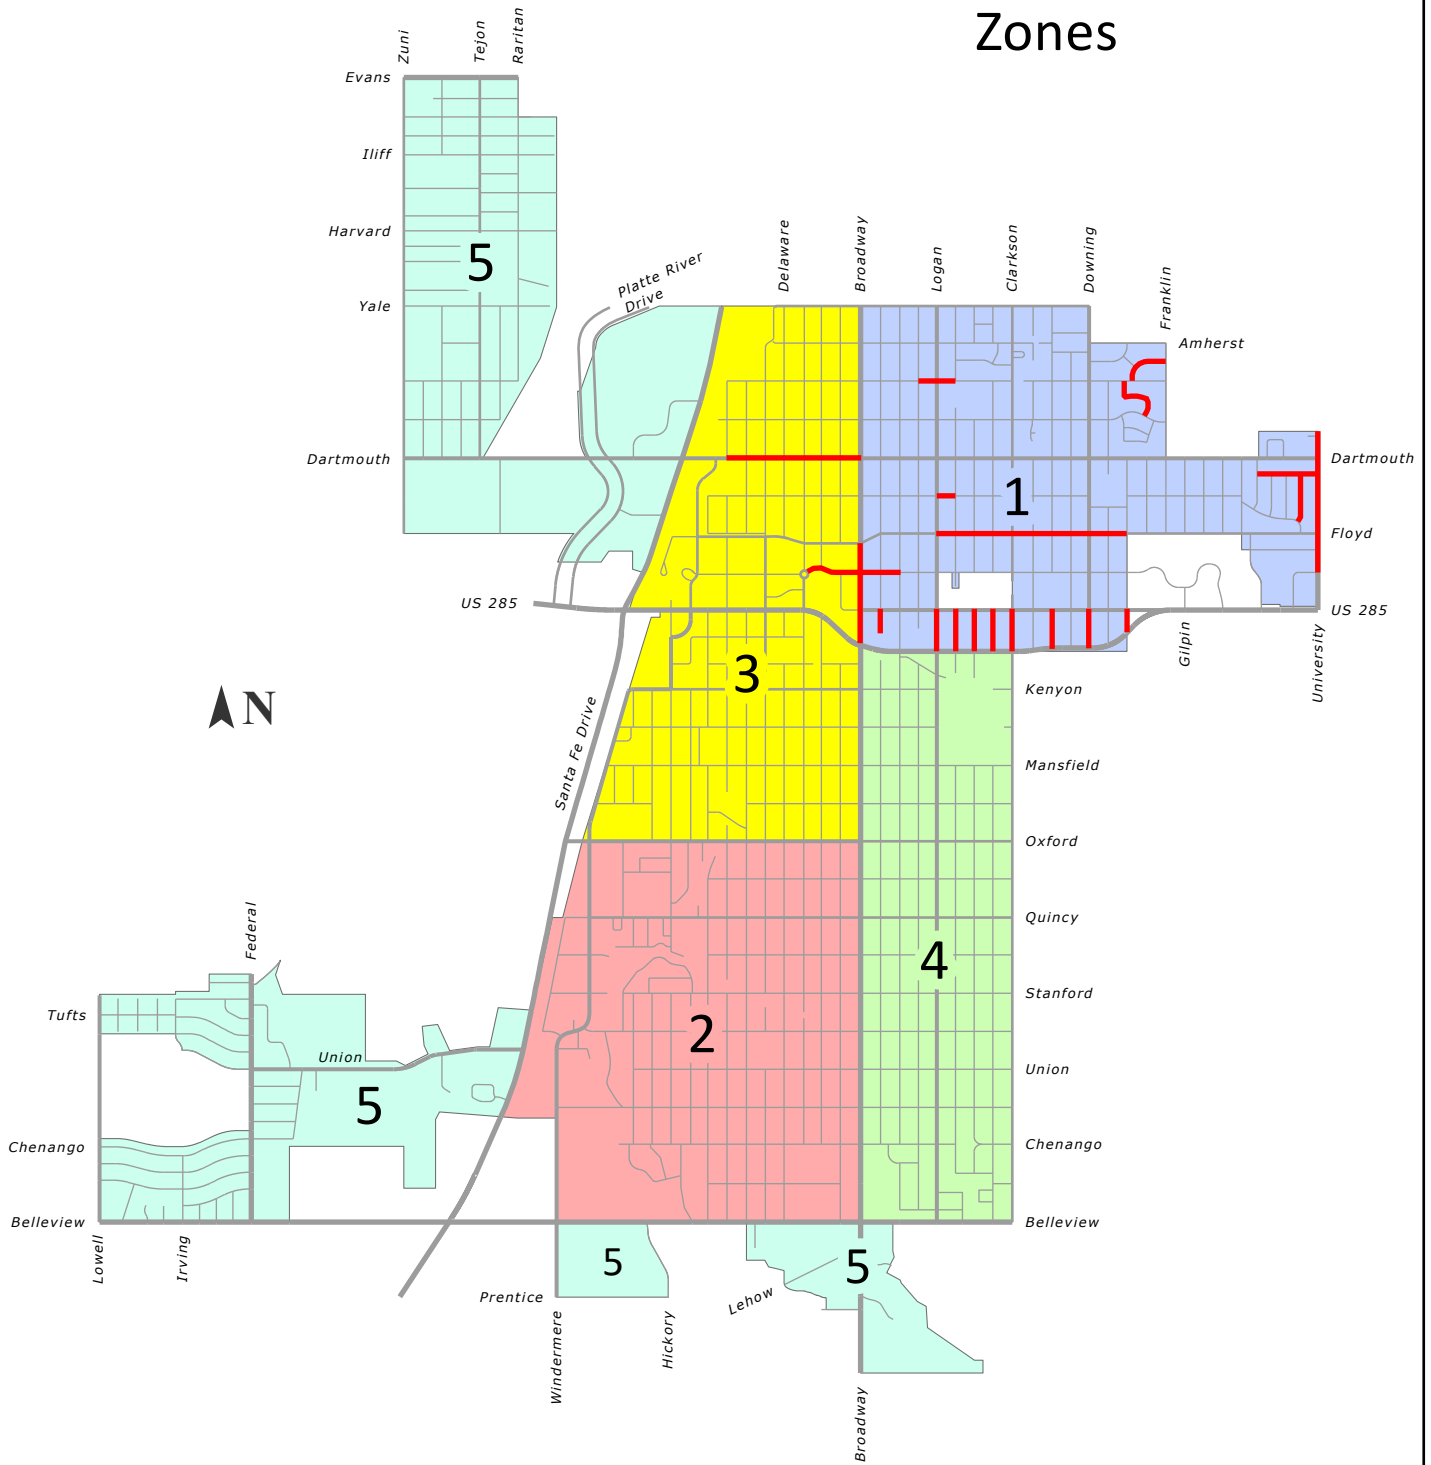 Zones
Zuni
Tejon
Raritan
Evans
Iliff
Harvard
5
Yale
Platte River
Drive
Delaware
Broadway
Logan
Clarkson
Downing
Franklin
Amherst
Dartmouth
Dartmouth
1
Floyd
US 285
US 285
Gilpin
University
3
Kenyon
N
Santa Fe Drive
Mansfield
Oxford
Quincy
Federal
4
Stanford
Tufts
2
Union
Union
5
Chenango
Chenango
Belleview
Belleview
Lowell
Irving
5
5
Prentice
Lehow
Windermere
Hickory
Broadway